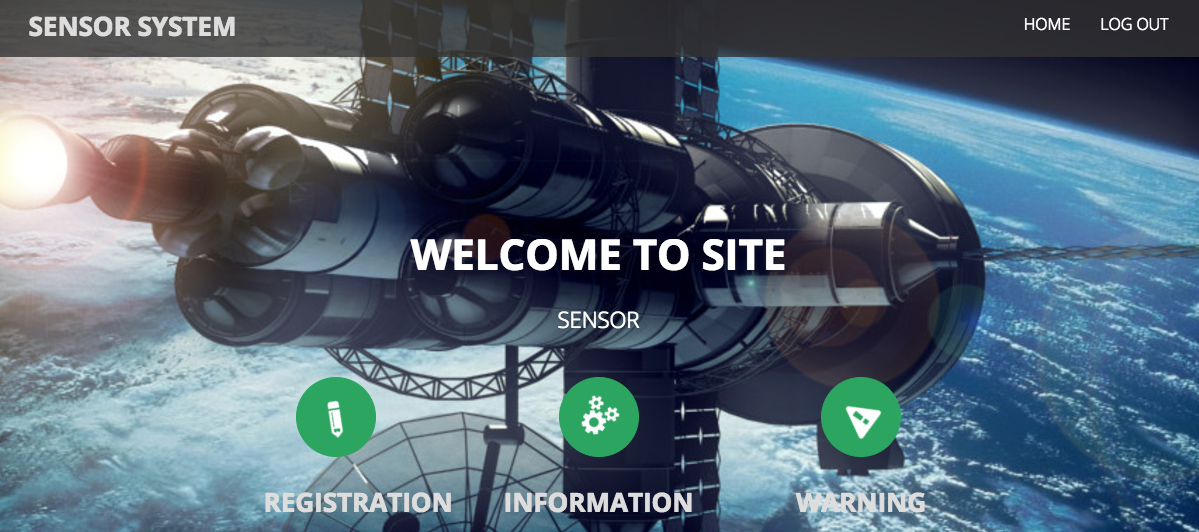 SENSOR SYSTEM
HOME
LOG OUT
WELCOME TO SITE
SENSOR
REGISTRATION
INFORMATION
WARNING